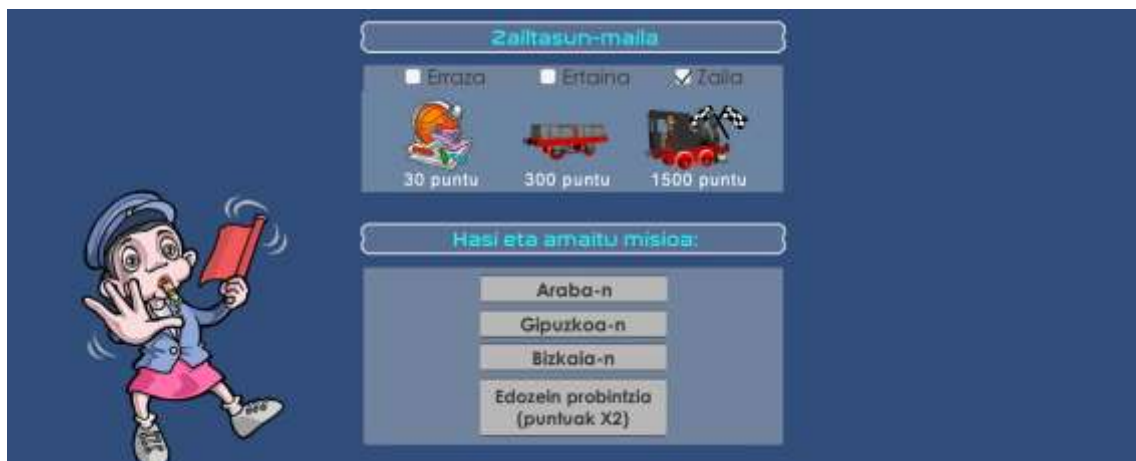 Zailtasun-maila
Erraza Ertaina Zaila
30 puntu 300 puntu 1500 puntu
Hasi eta amaitu misioa:
Araba-n
Gipuzkoa-n
Bizkaia-n
Edozein probintzia
(puntuak X2)